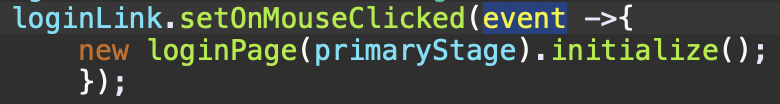 loginLink.setOnMouseClicked(event ->{
new loginPage(primaryStage).initialize();
});